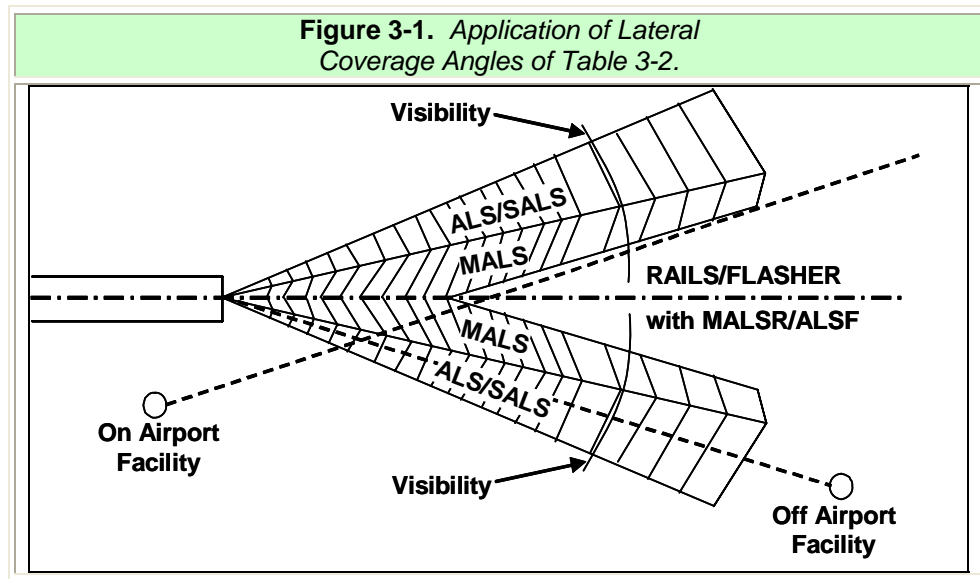 Figure 3-1. Application of Lateral
Coverage Angles of Table 3-2.
Visibility
ALS/SALS
MALS
RAILS/FLASHER
with MALSR/ALSF
MALS
ALS/SALS
On Airport
Facility
Visibility
Off Airport
Facility